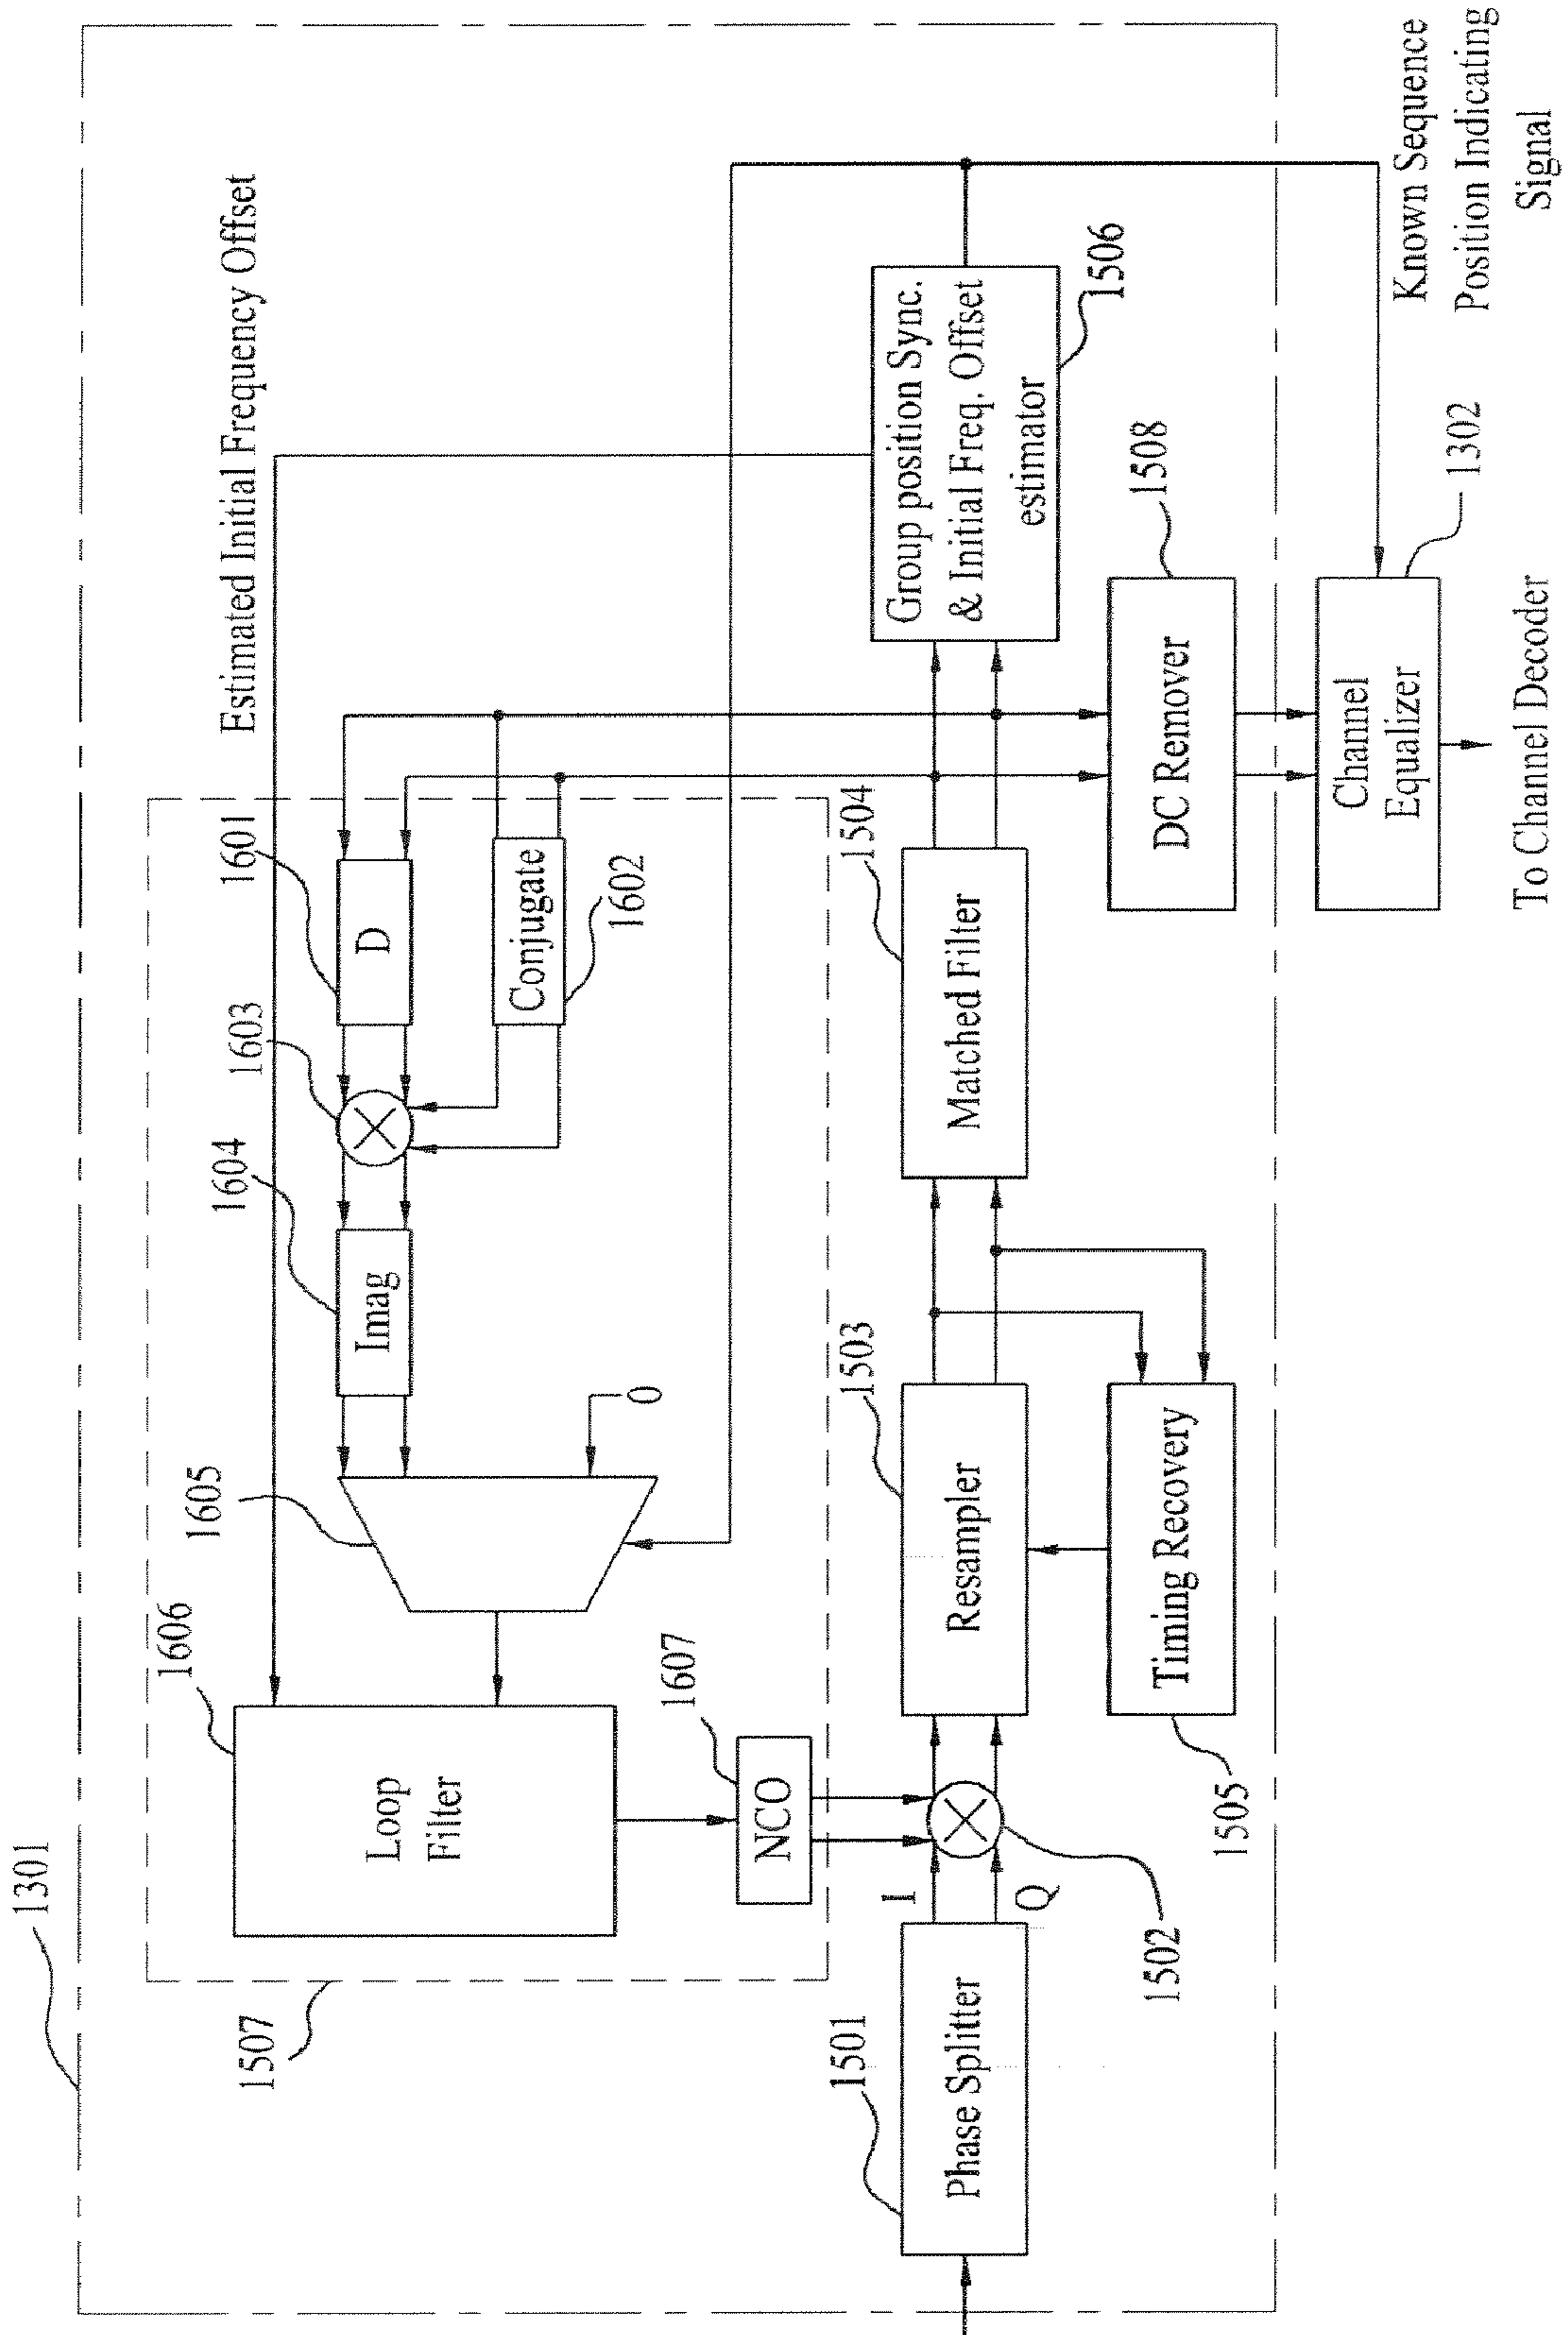 1301
1507
1606
Loop
Filter
1607
NCO
1605
0
1604
Imag
1603
1601
D
Conjugate
1602
Estimated Initial Frequency Offset
1501
Phase Splitter
I
Q
1502
1503
Resampler
Timing Recovery
1505
1504
Matched Filter
Group position Sync.
& Initial Freq. Offset
estimator
1506
1508
DC Remover
Channel
Equalizer
1302
To Channel Decoder
Known Sequence
Position Indicating
Signal